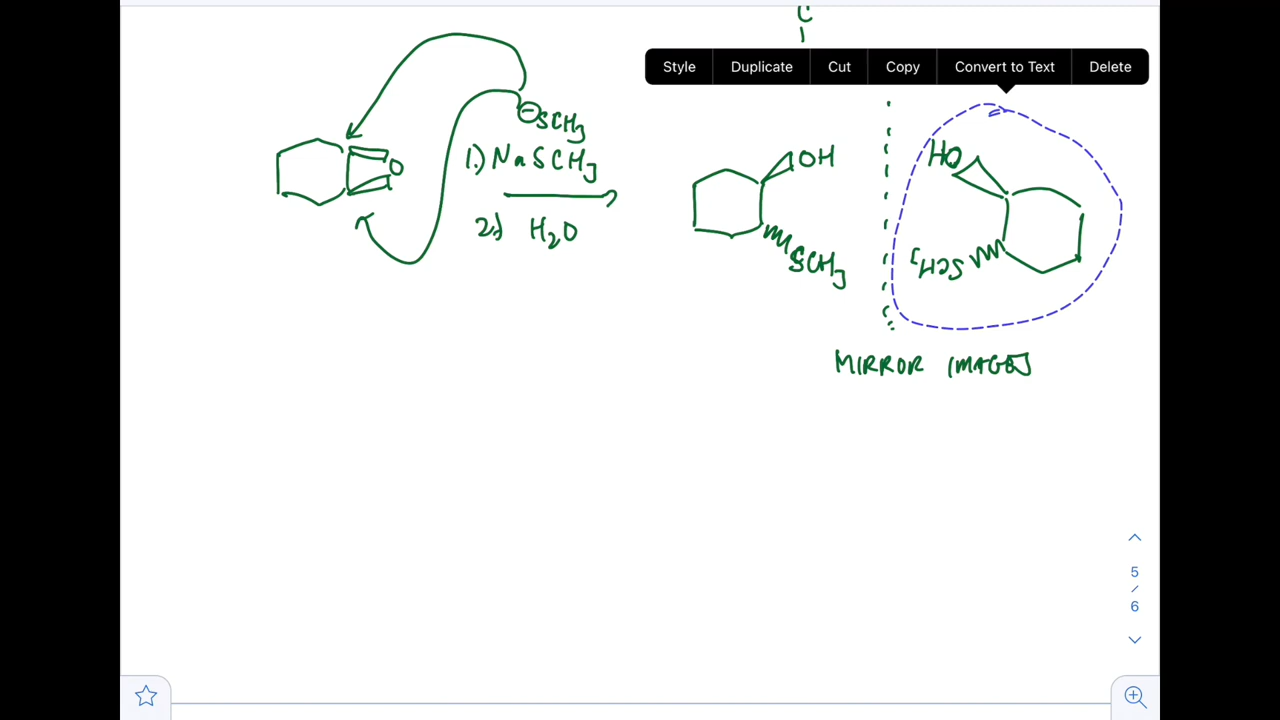 C
Style Duplicate Cut Copy Convert to Text Delete
⊖SCH3
1.) NaSCH3
2.) H2O
O
OH
SCH3
HO
SCH3
MIRROR IMAGES
5
/
6